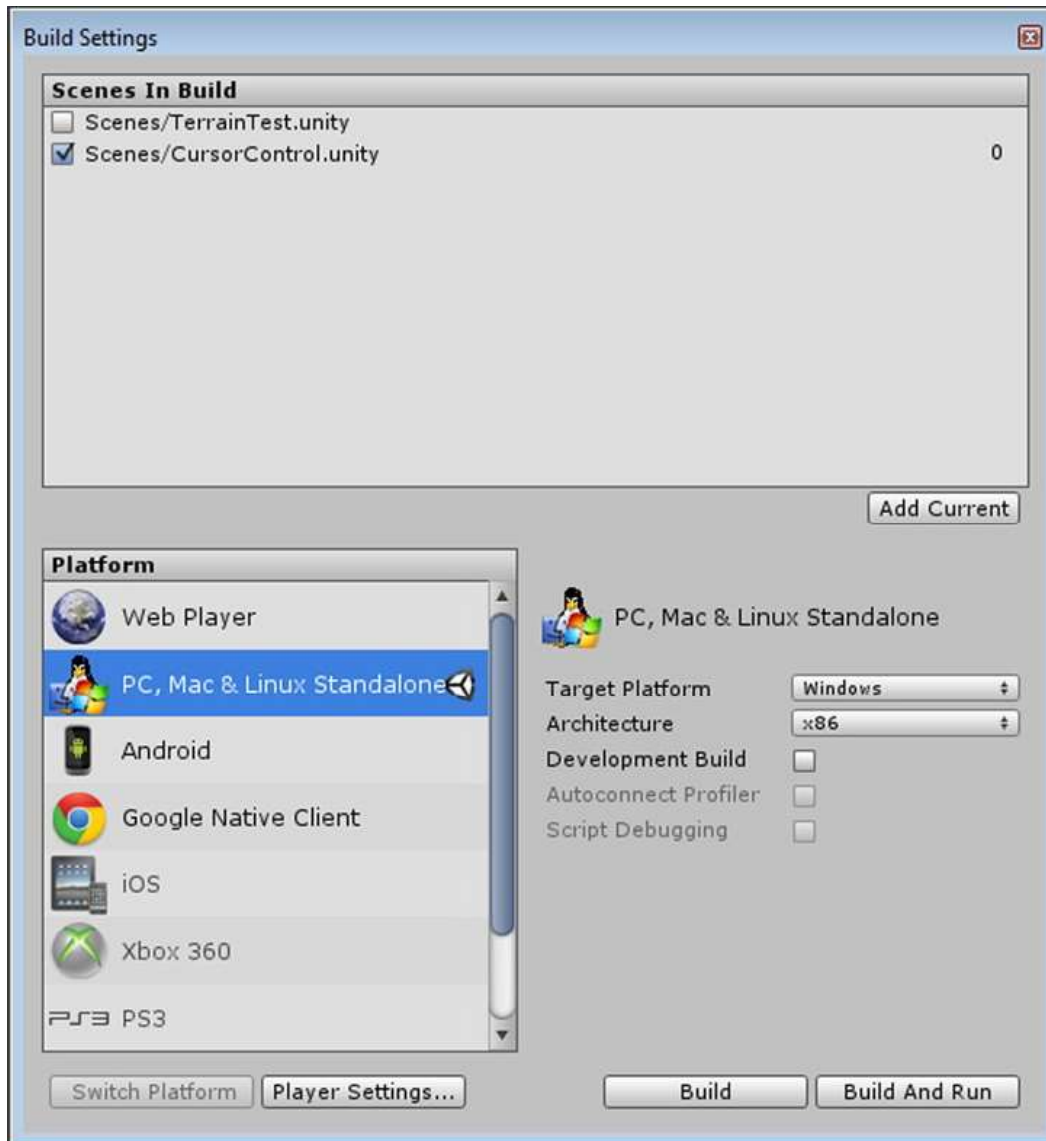 Build Settings
Scenes In Build
Scenes/TerrainTest.unity
Scenes/CursorControl.unity 0
Add Current
Platform
Web Player
PC, Mac & Linux Standalone
Android
Google Native Client
iOS
Xbox 360
PS3 PS3
PC, Mac & Linux Standalone
Target Platform Windows
Architecture x86
Development Build
Autoconnect Profiler
Script Debugging
Switch Platform Player Settings... Build Build And Run